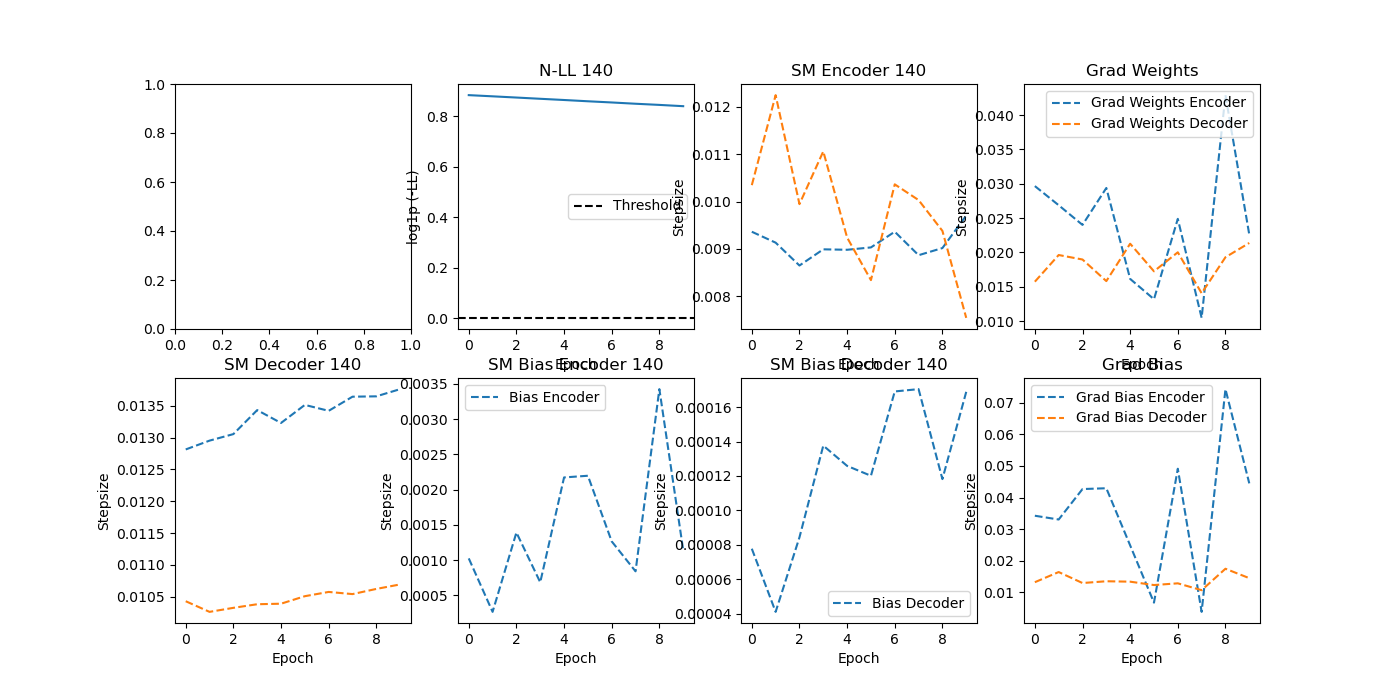 N-LL 140
SM Encoder 140
Grad Weights
1.0
0.8
0.6
0.4
0.2
0.0
0.0 0.2 0.4 0.6 0.8 1.0
log1p (-LL)
0.8
0.6
0.4
0.2
0.0
Threshold
0 2 4 6 8
Epoch
Stepsize
0.012
0.011
0.010
0.009
0.008
0 2 4 6 8
Epoch
Stepsize
0.040
0.035
0.030
0.025
0.020
0.015
0.010
Grad Weights Encoder
Grad Weights Decoder
0 2 4 6 8
Epoch
SM Decoder 140
SM Bias Encoder 140
SM Bias Decoder 140
Grad Bias
Stepsize
0.0135
0.0130
0.0125
0.0120
0.0115
0.0110
0.0105
0 2 4 6 8
Epoch
Stepsize
0.0035
0.0030
0.0025
0.0020
0.0015
0.0010
0.0005
Bias Encoder
0 2 4 6 8
Epoch
Stepsize
0.00016
0.00014
0.00012
0.00010
0.00008
0.00006
0.00004
Bias Decoder
0 2 4 6 8
Epoch
Stepsize
0.07
0.06
0.05
0.04
0.03
0.02
0.01
Grad Bias Encoder
Grad Bias Decoder
0 2 4 6 8
Epoch